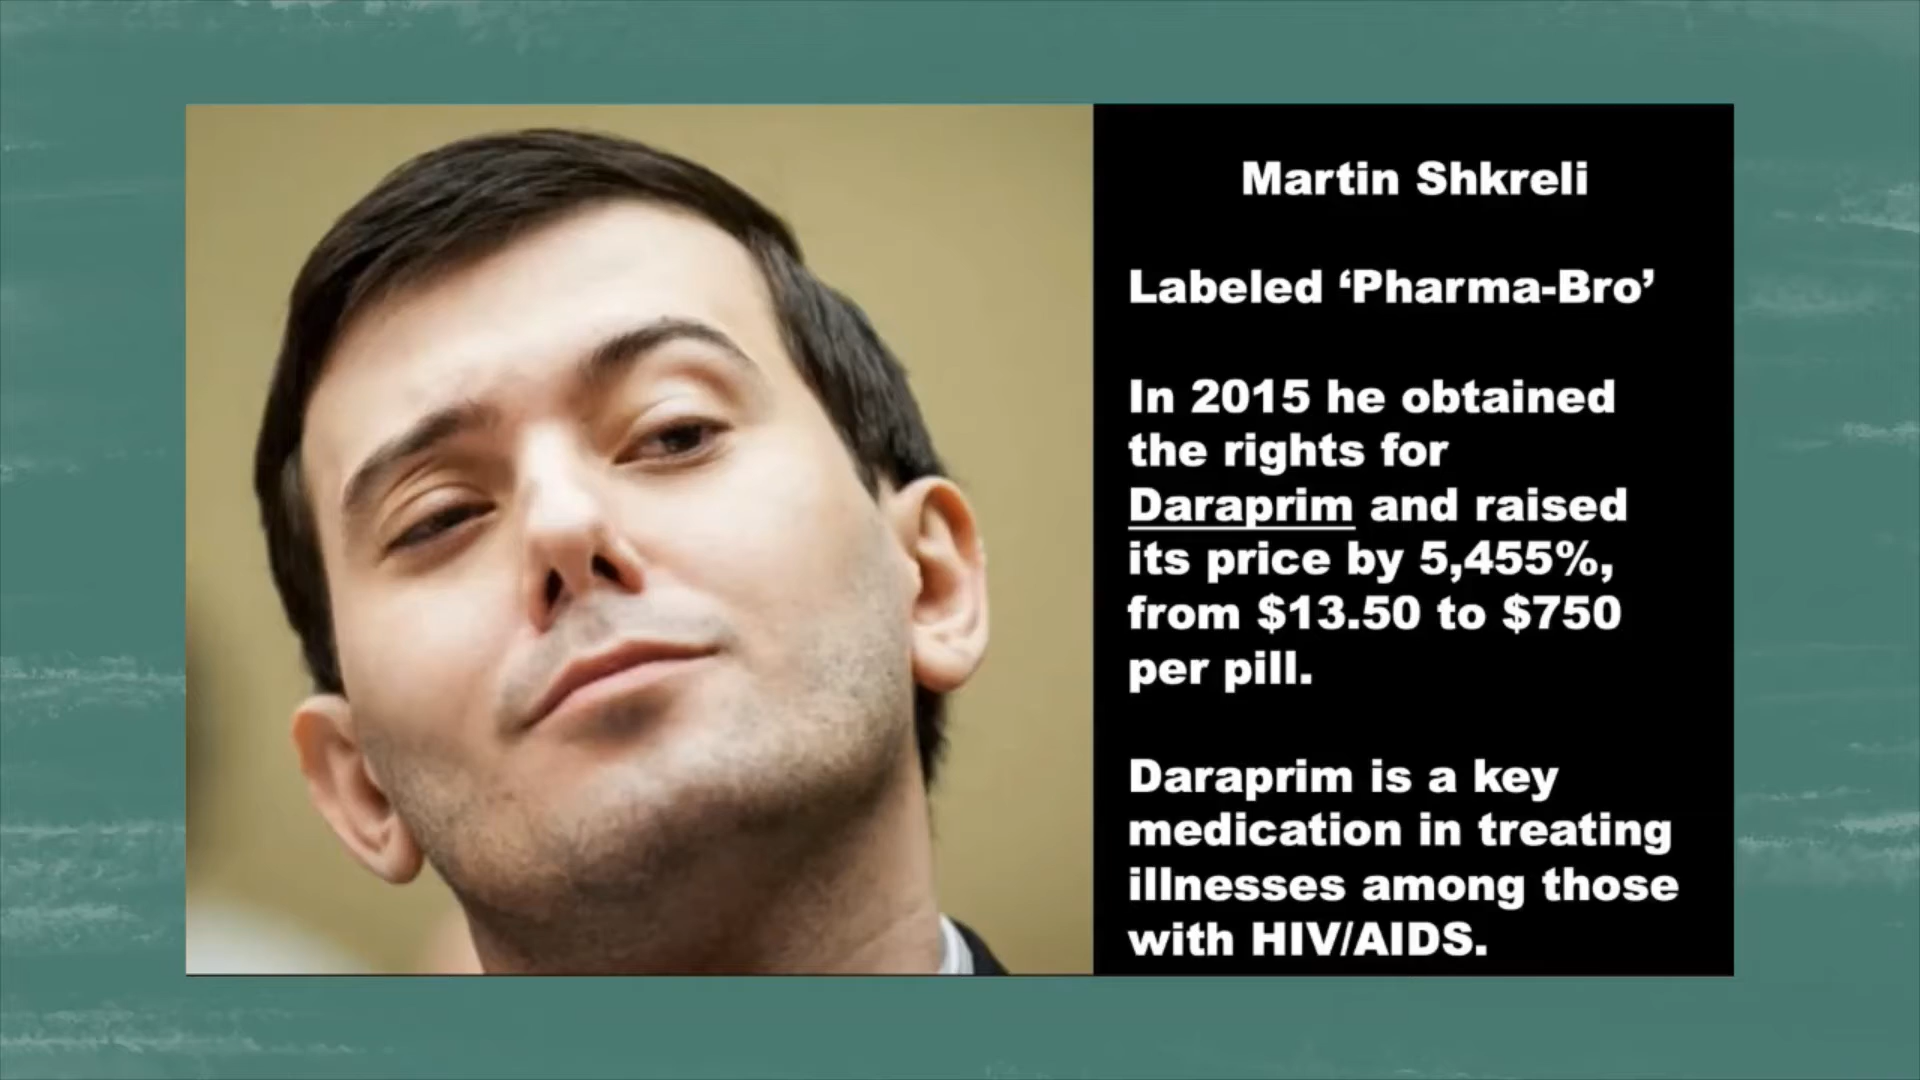 Martin Shkreli
Labeled ‘Pharma-Bro’
In 2015 he obtained
the rights for
Daraprim and raised
its price by 5,455%,
from $13.50 to $750
per pill.
Daraprim is a key
medication in treating
illnesses among those
with HIV/AIDS.